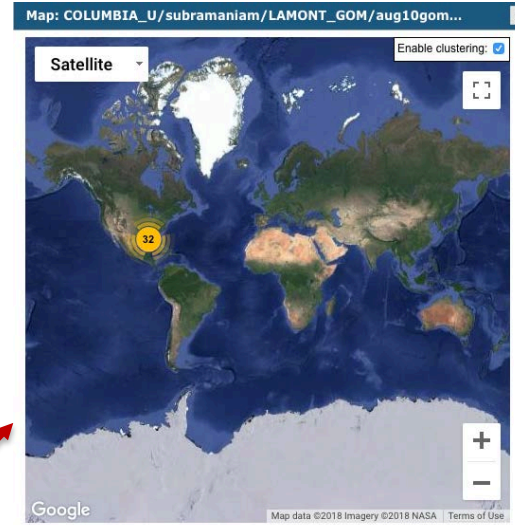 Map: COLUMBIA_U/subramaniam/LAMONT_GOM/aug10gom...
Enable clustering:
Satellite
32
+
−
Google
Map data ©2018 Imagery ©2018 NASA
Terms of Use